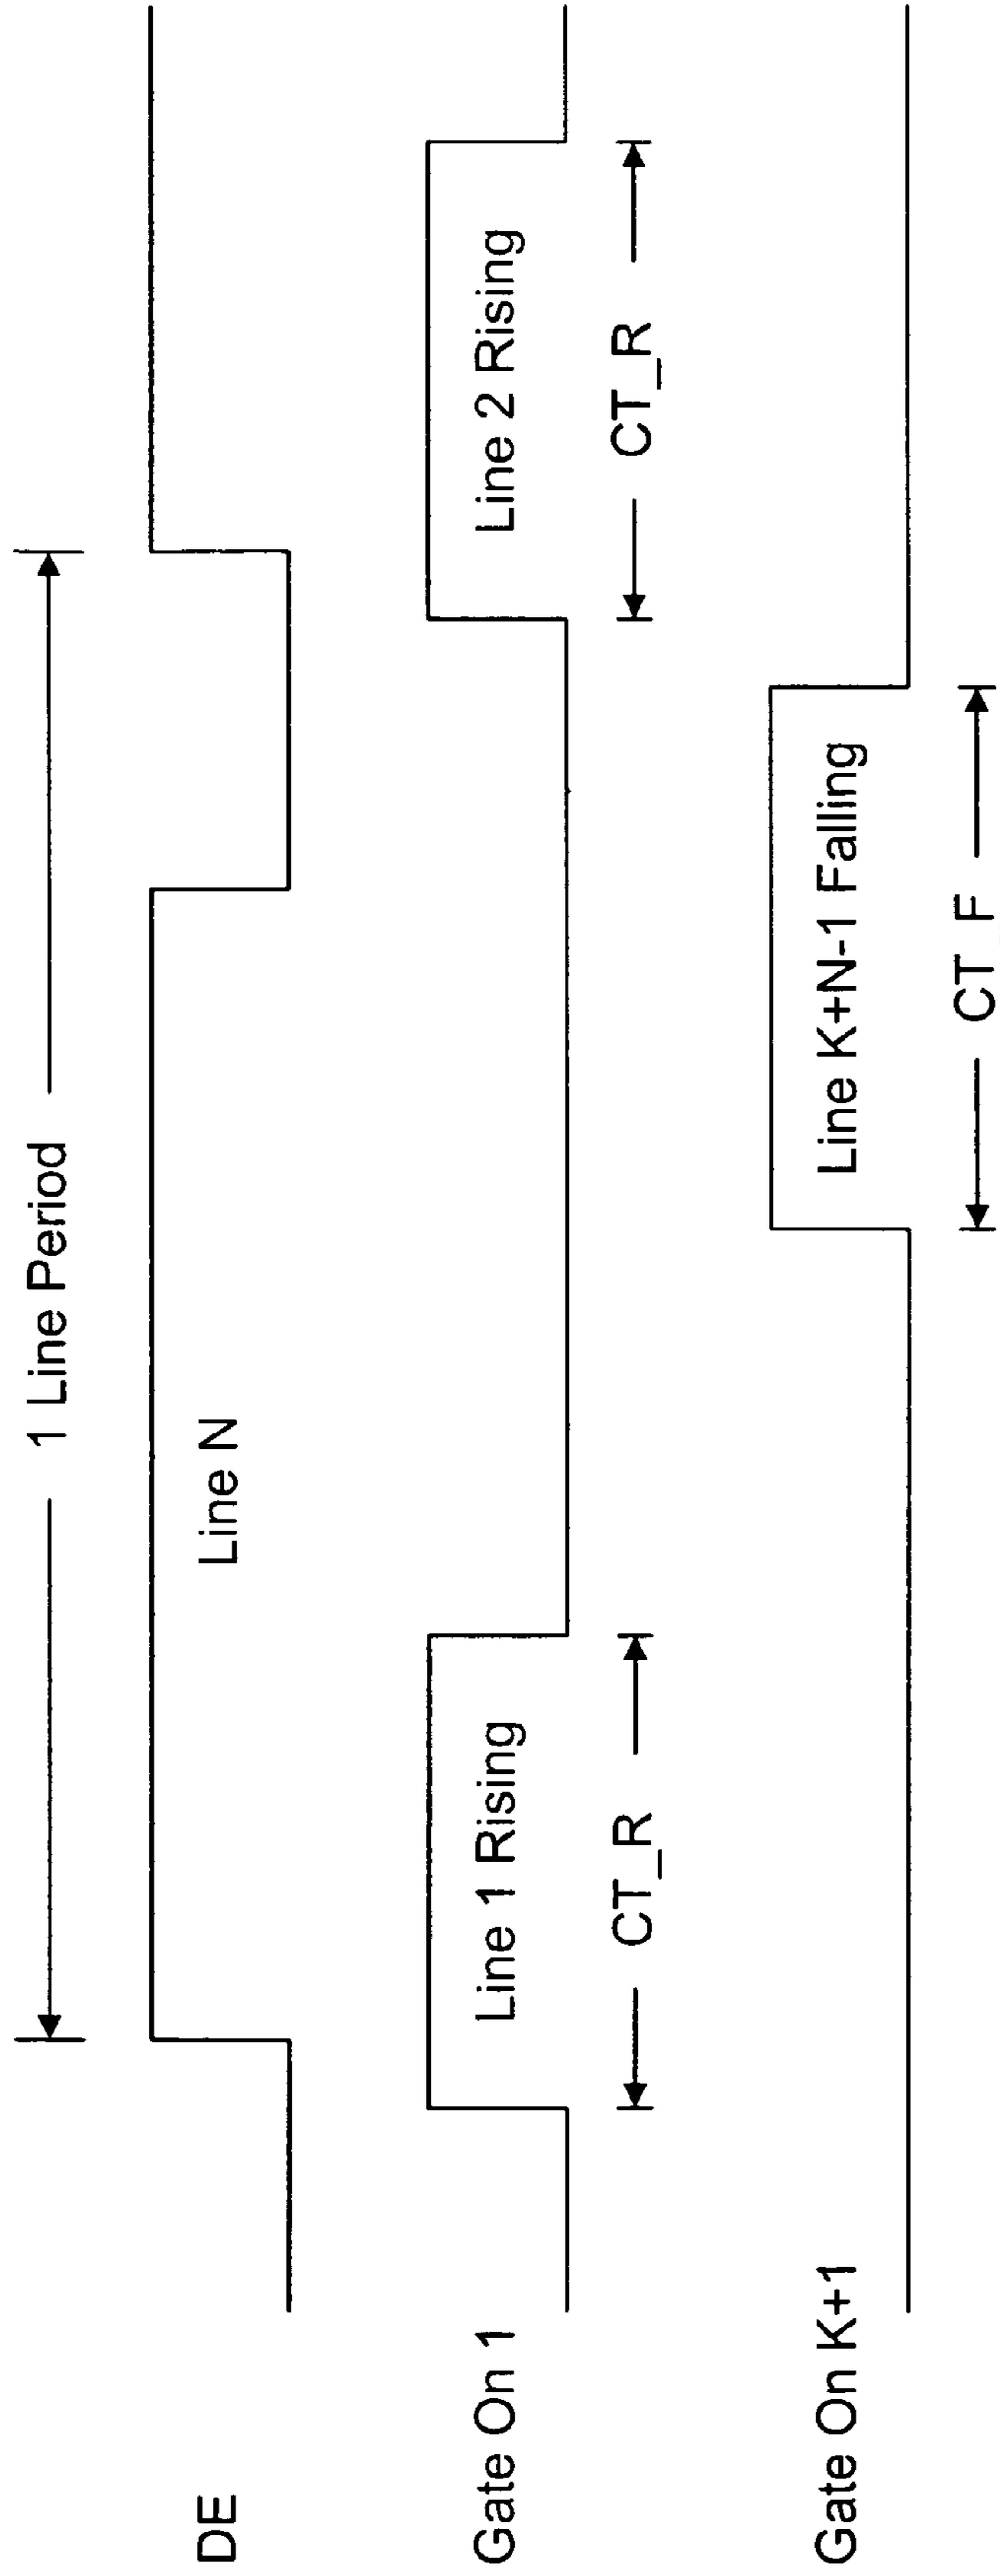 1 Line Period
DE
Line N
Gate On 1
Line 1 Rising
Line 2 Rising
CT_R
CT_R
Gate On K+1
Line K+N-1 Falling
CT_F